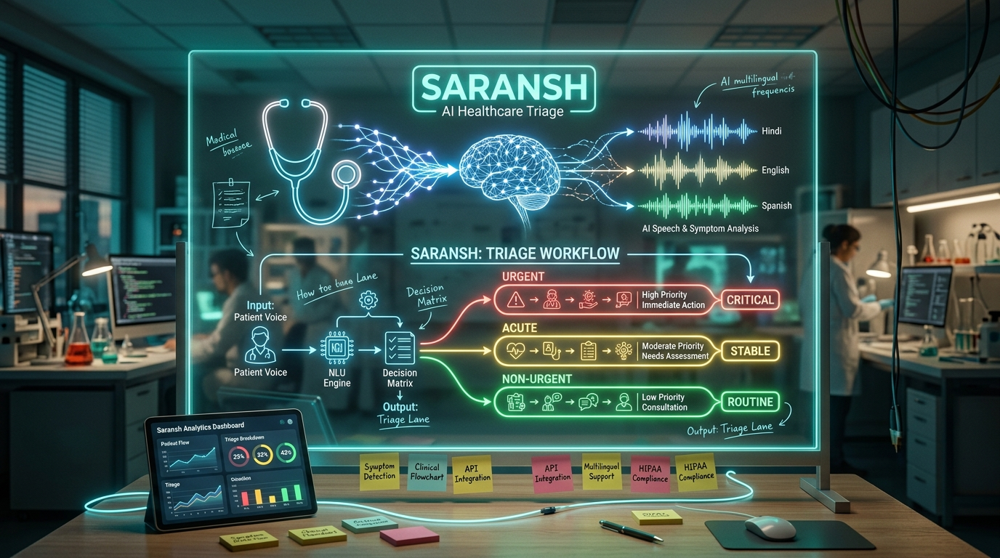 SARANSH
AI Healthcare Triage
AI multilingual
frequencis
Medical
Hindi
English
Spanish
AI Speech & Symptom Analysis
SARANSH: TRIAGE WORKFLOW
How toe bans Lane
Decision
Matrix
Input:
Patient Voice
Patient Voice
NLU
Engine
Decision
Matrix
Output:
Triage Lane
URGENT
High Priority
Immediate Action
CRITICAL
ACUTE
Moderate Priority
Needs Assessment
STABLE
NON-URGENT
Low Priority
Consultation
ROUTINE
Output: Triage Lane
Saransh Analytics Dashboard
Patient Flow
Triage Breakdown
25%
32%
42%
Triage
Symptom
Detection
Clinical
Flowchart
API
Integration
API
Integration
Multilingual
Support
HIPAA
Compliance
HIPAA
Compliance